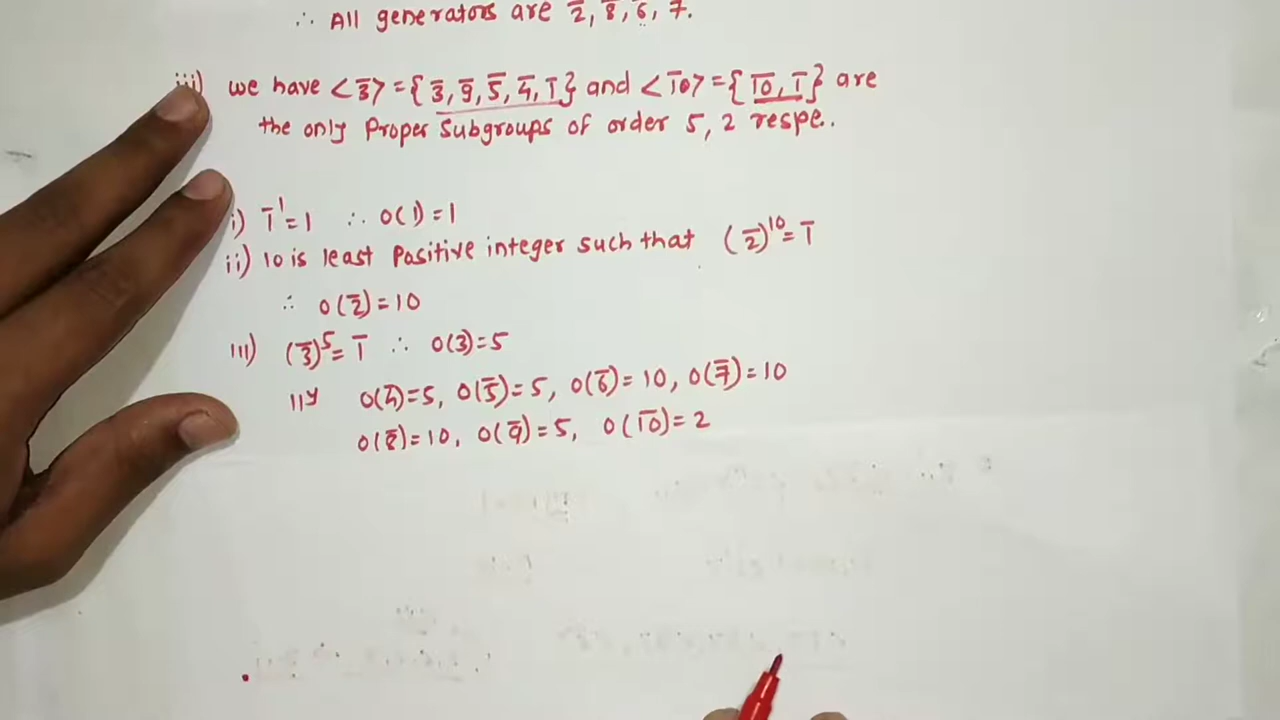 ∴ All generators are 2̅, 8̅, 6̅, 7̅.
iii) we have <3̅> = {3̅, 9̅, 5̅, 4̅, 1̅} and <1̅0̅> = {1̅0̅, 1̅} are
the only Proper Subgroups of order 5, 2 respe.
i) 1̅¹ = 1 ∴ O(1) = 1
ii) 10 is least Positive integer such that (2̅)¹⁰ = 1̅
∴ O(2̅) = 10
iii) (3̅)⁵ = 1̅ ∴ O(3) = 5
lly O(4̅) = 5, O(5̅) = 5, O(6̅) = 10, O(7̅) = 10
O(8̅) = 10, O(9̅) = 5, O(1̅0̅) = 2